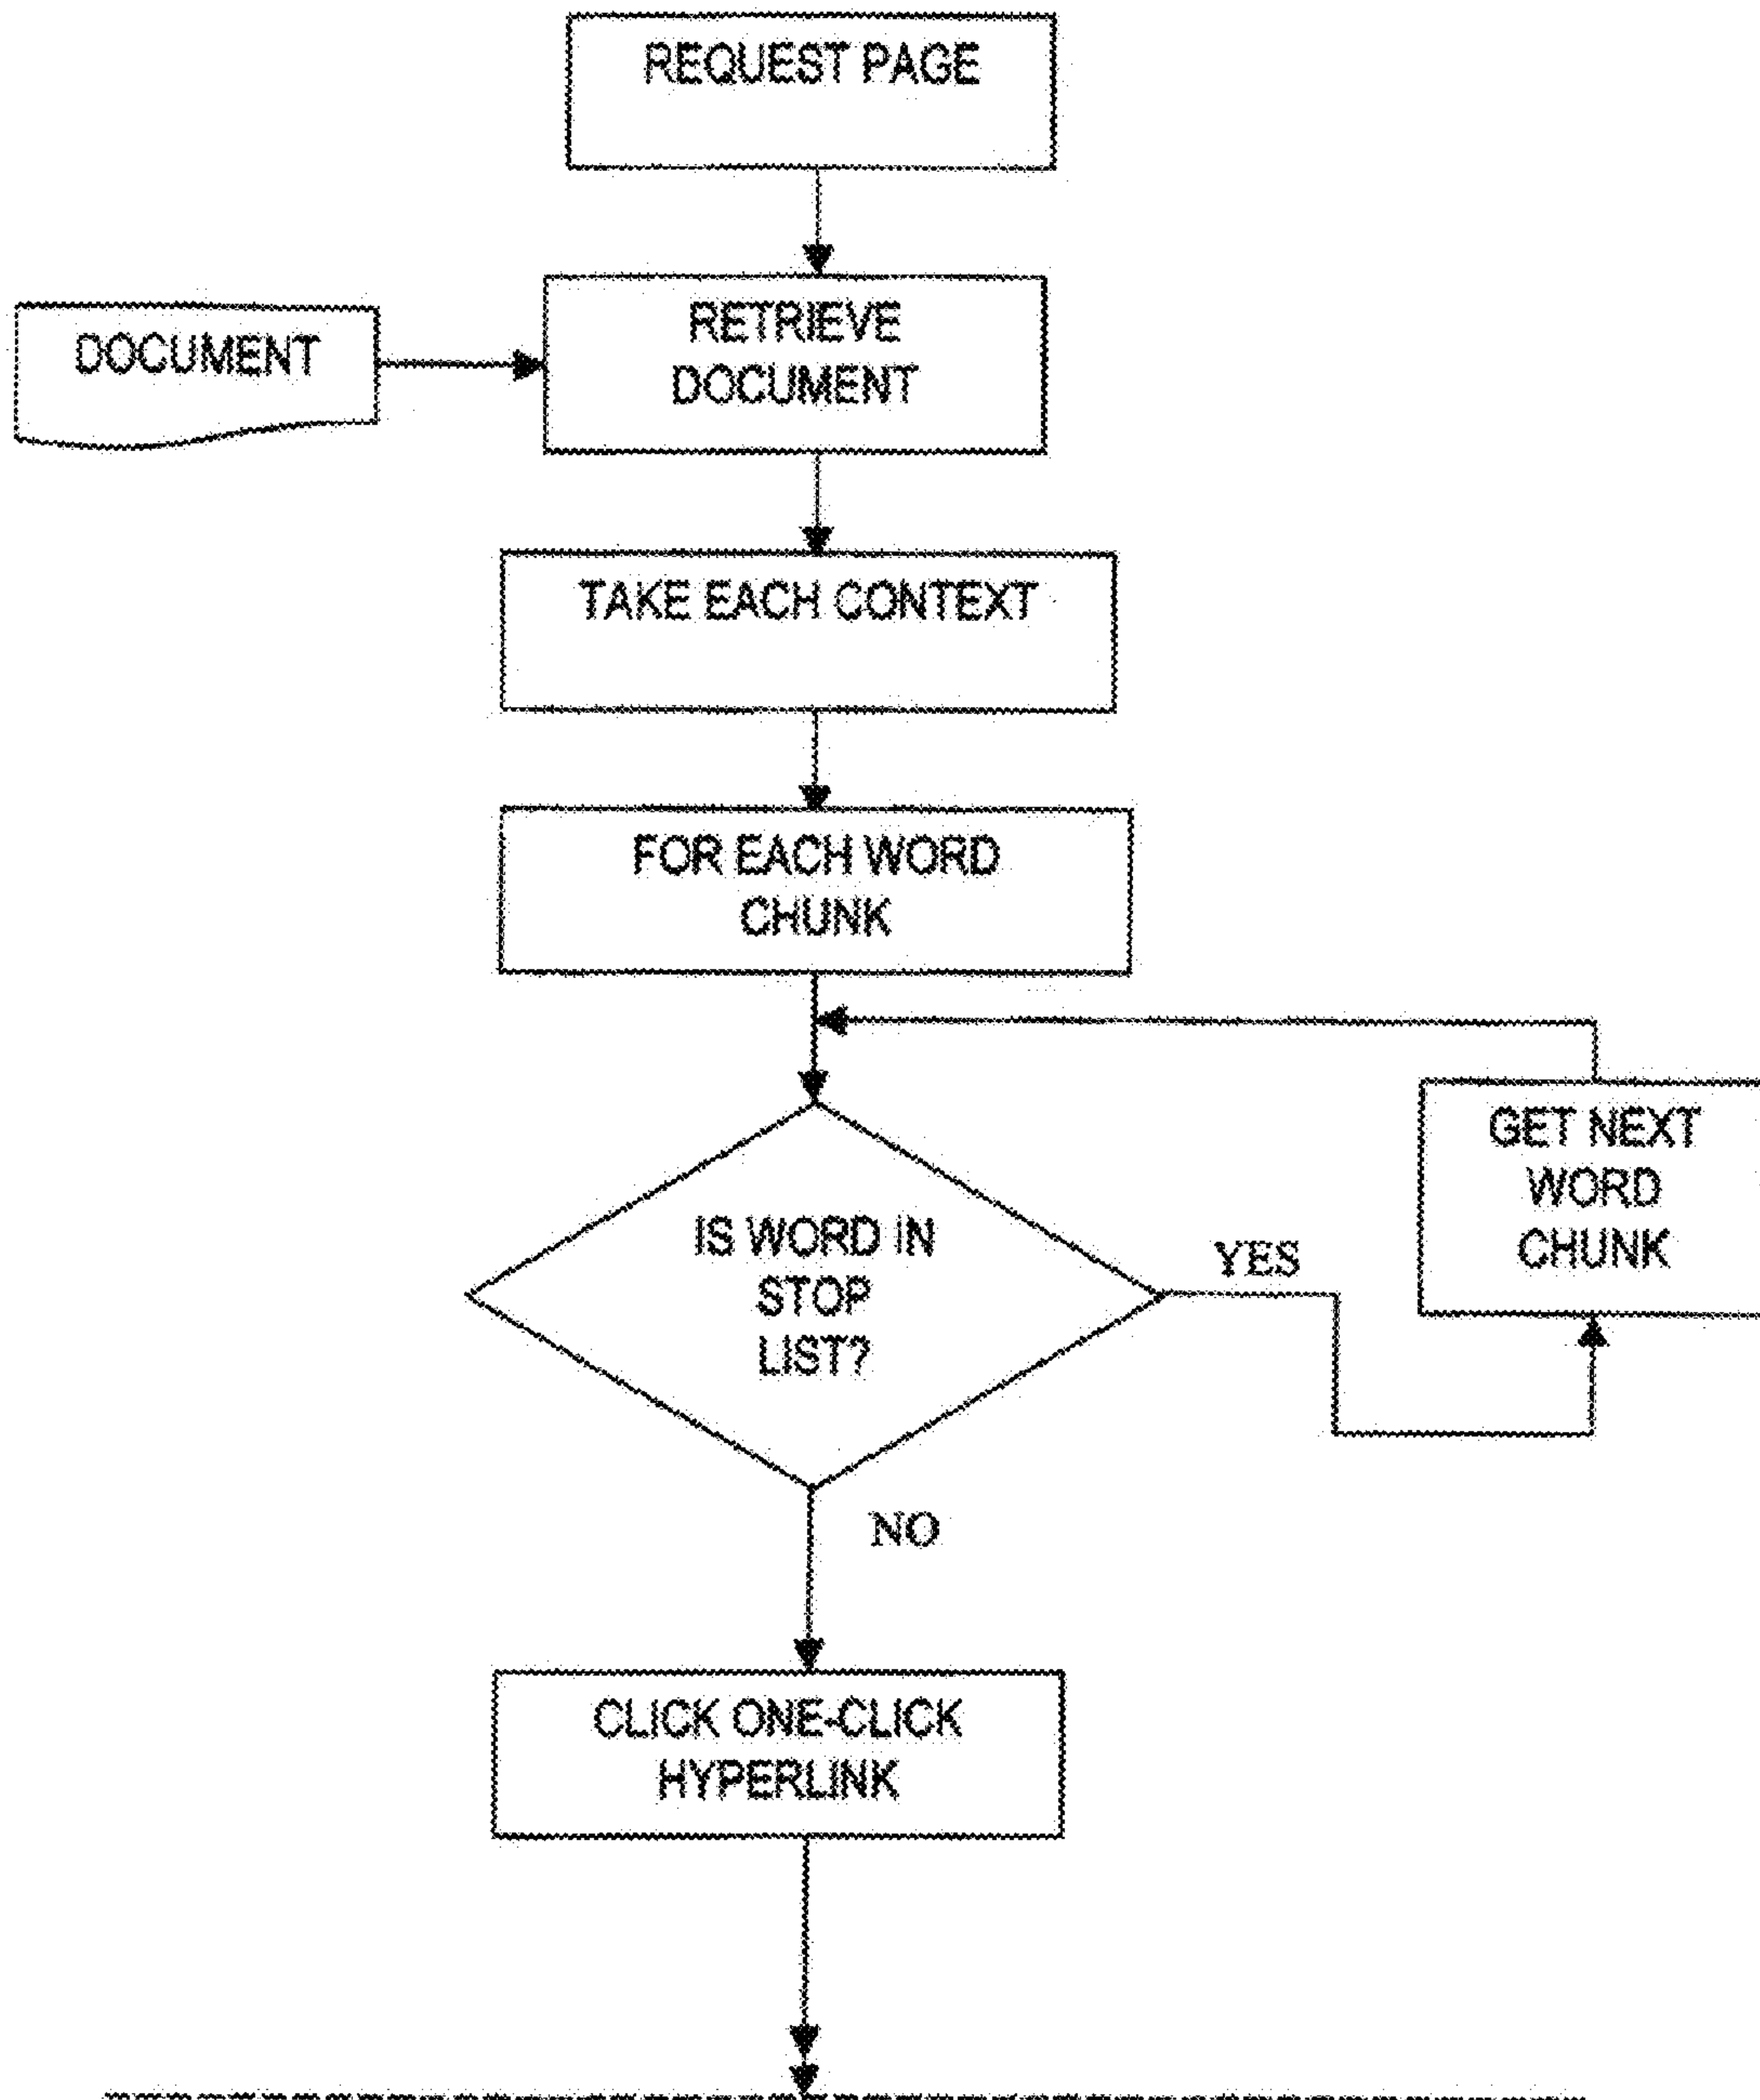 REQUEST PAGE
DOCUMENT
RETRIEVE
DOCUMENT
TAKE EACH CONTEXT
FOR EACH WORD
CHUNK
GET NEXT
WORD
CHUNK
IS WORD IN
STOP
LIST?
YES
NO
CLICK ONE-CLICK
HYPERLINK